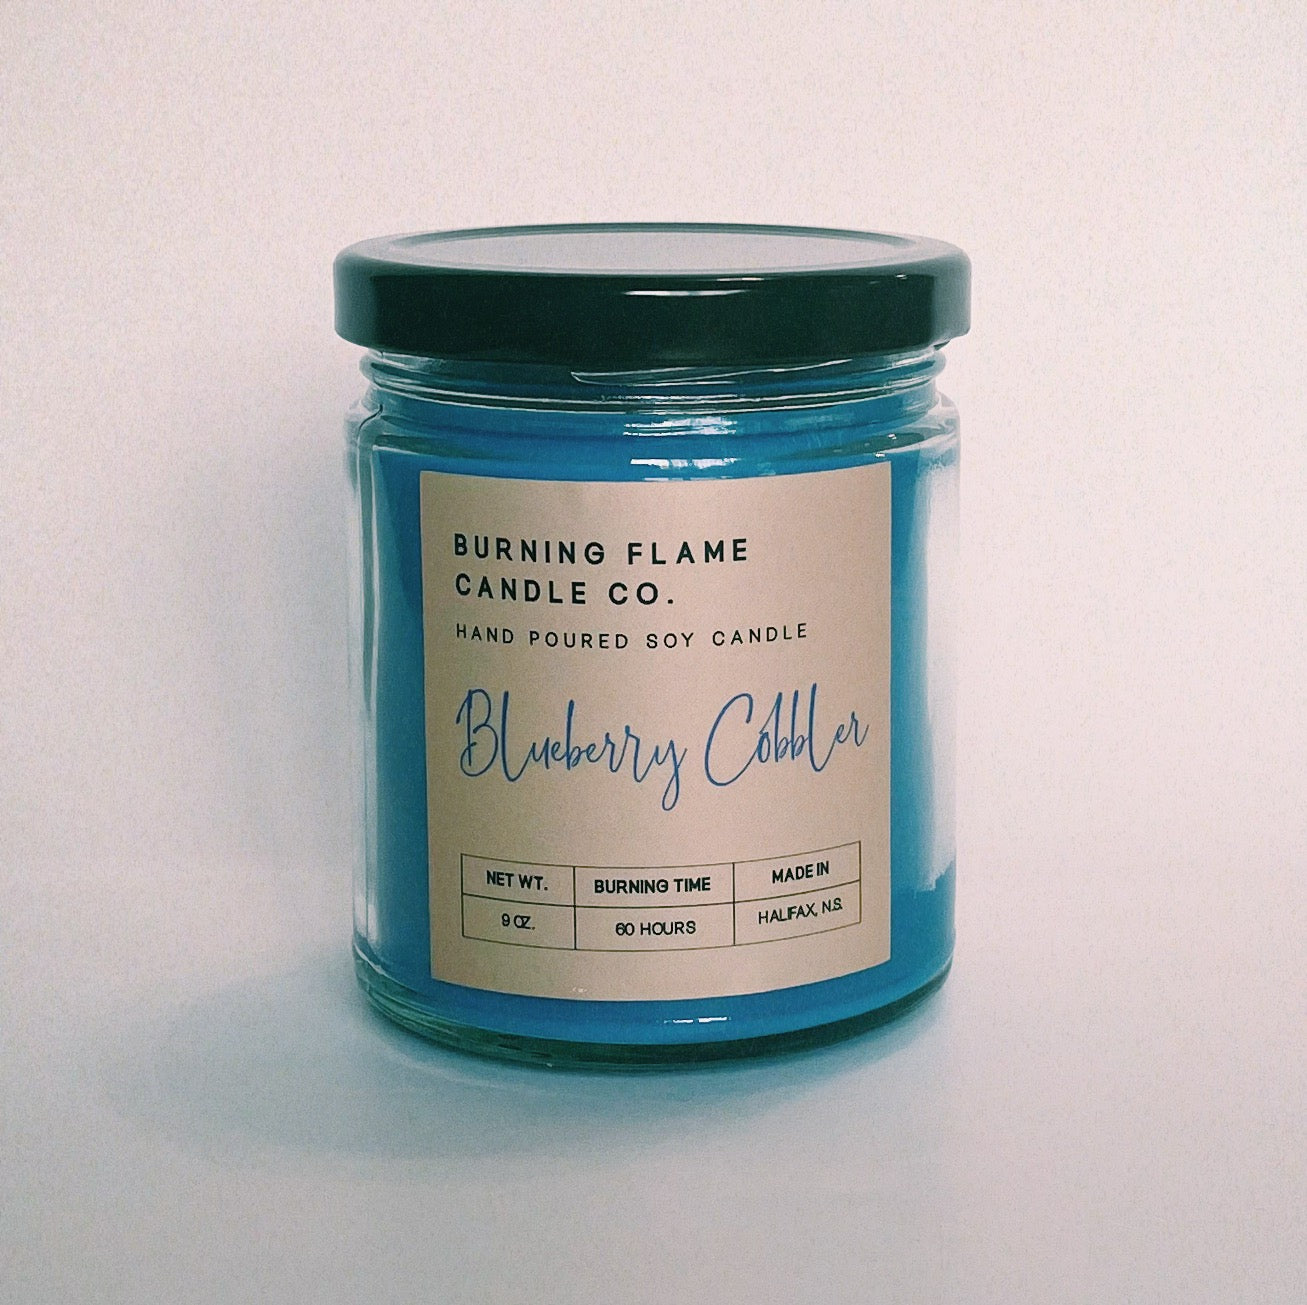 BURNING FLAME
CANDLE CO.
HAND POURED SOY CANDLE
Blueberry Cobbler
NET WT. BURNING TIME MADE IN
9 OZ. 60 HOURS HALIFAX, N.S.